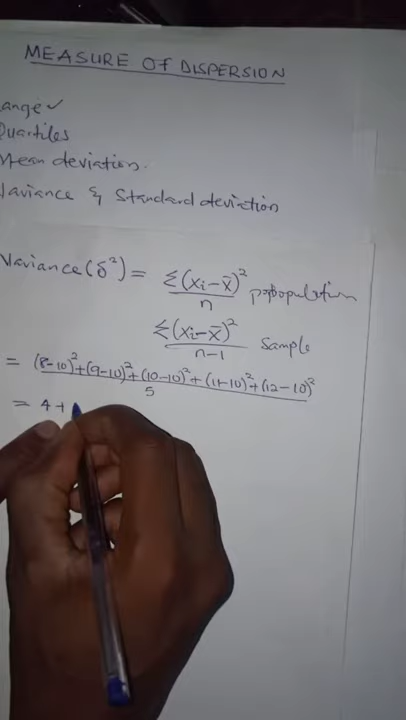 MEASURE OF DISPERSION
ange ✓
Quartiles
Mean deviation.
Variance & Standard deviation
Variance (δ²) = Σ(xi-x̄)²/n population
Σ(xi-x̄)²/n-1 Sample
= (8-10)²+(9-10)²+(10-10)²+(11-10)²+(12-10)²
5
= 4+